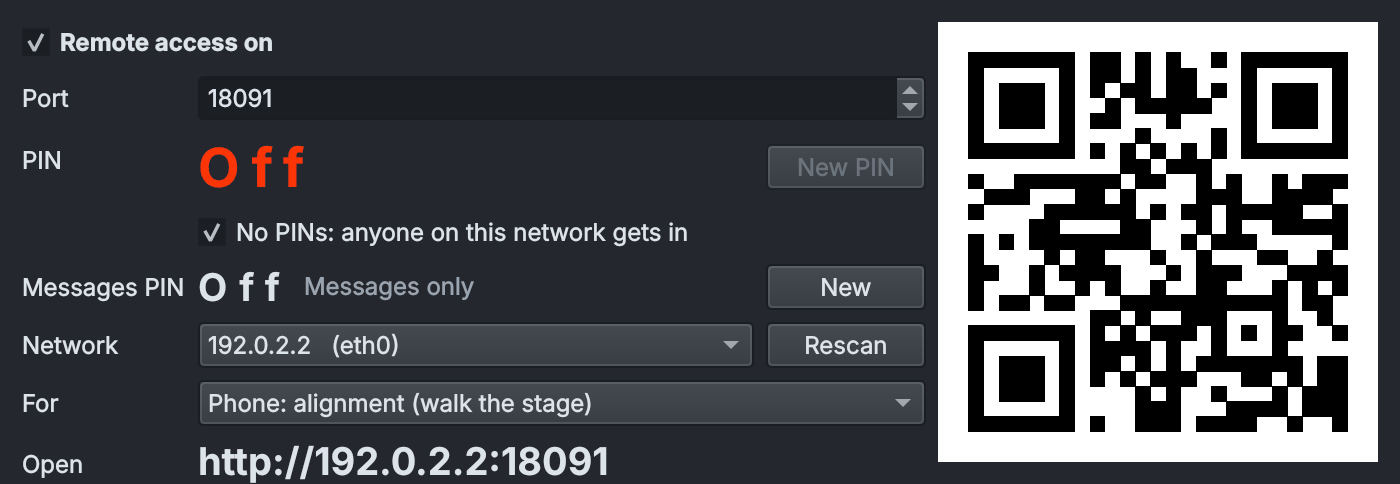 Remote access on
Port 18091
PIN Off New PIN
No PINs: anyone on this network gets in
Messages PIN Off Messages only New
Network 192.0.2.2 (eth0) Rescan
For Phone: alignment (walk the stage)
Open http://192.0.2.2:18091